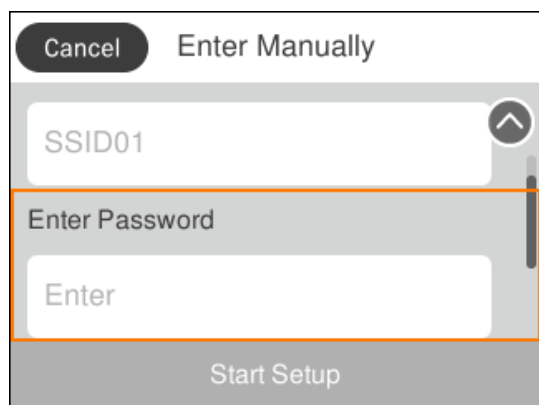 Cancel Enter Manually
SSID01
Enter Password
Enter
Start Setup